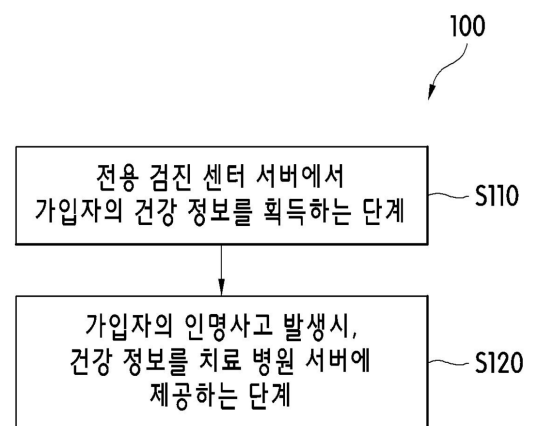 100
전용 검진 센터 서버에서
가입자의 건강 정보를 획득하는 단계
S110
가입자의 인명사고 발생시,
건강 정보를 치료 병원 서버에
제공하는 단계
S120